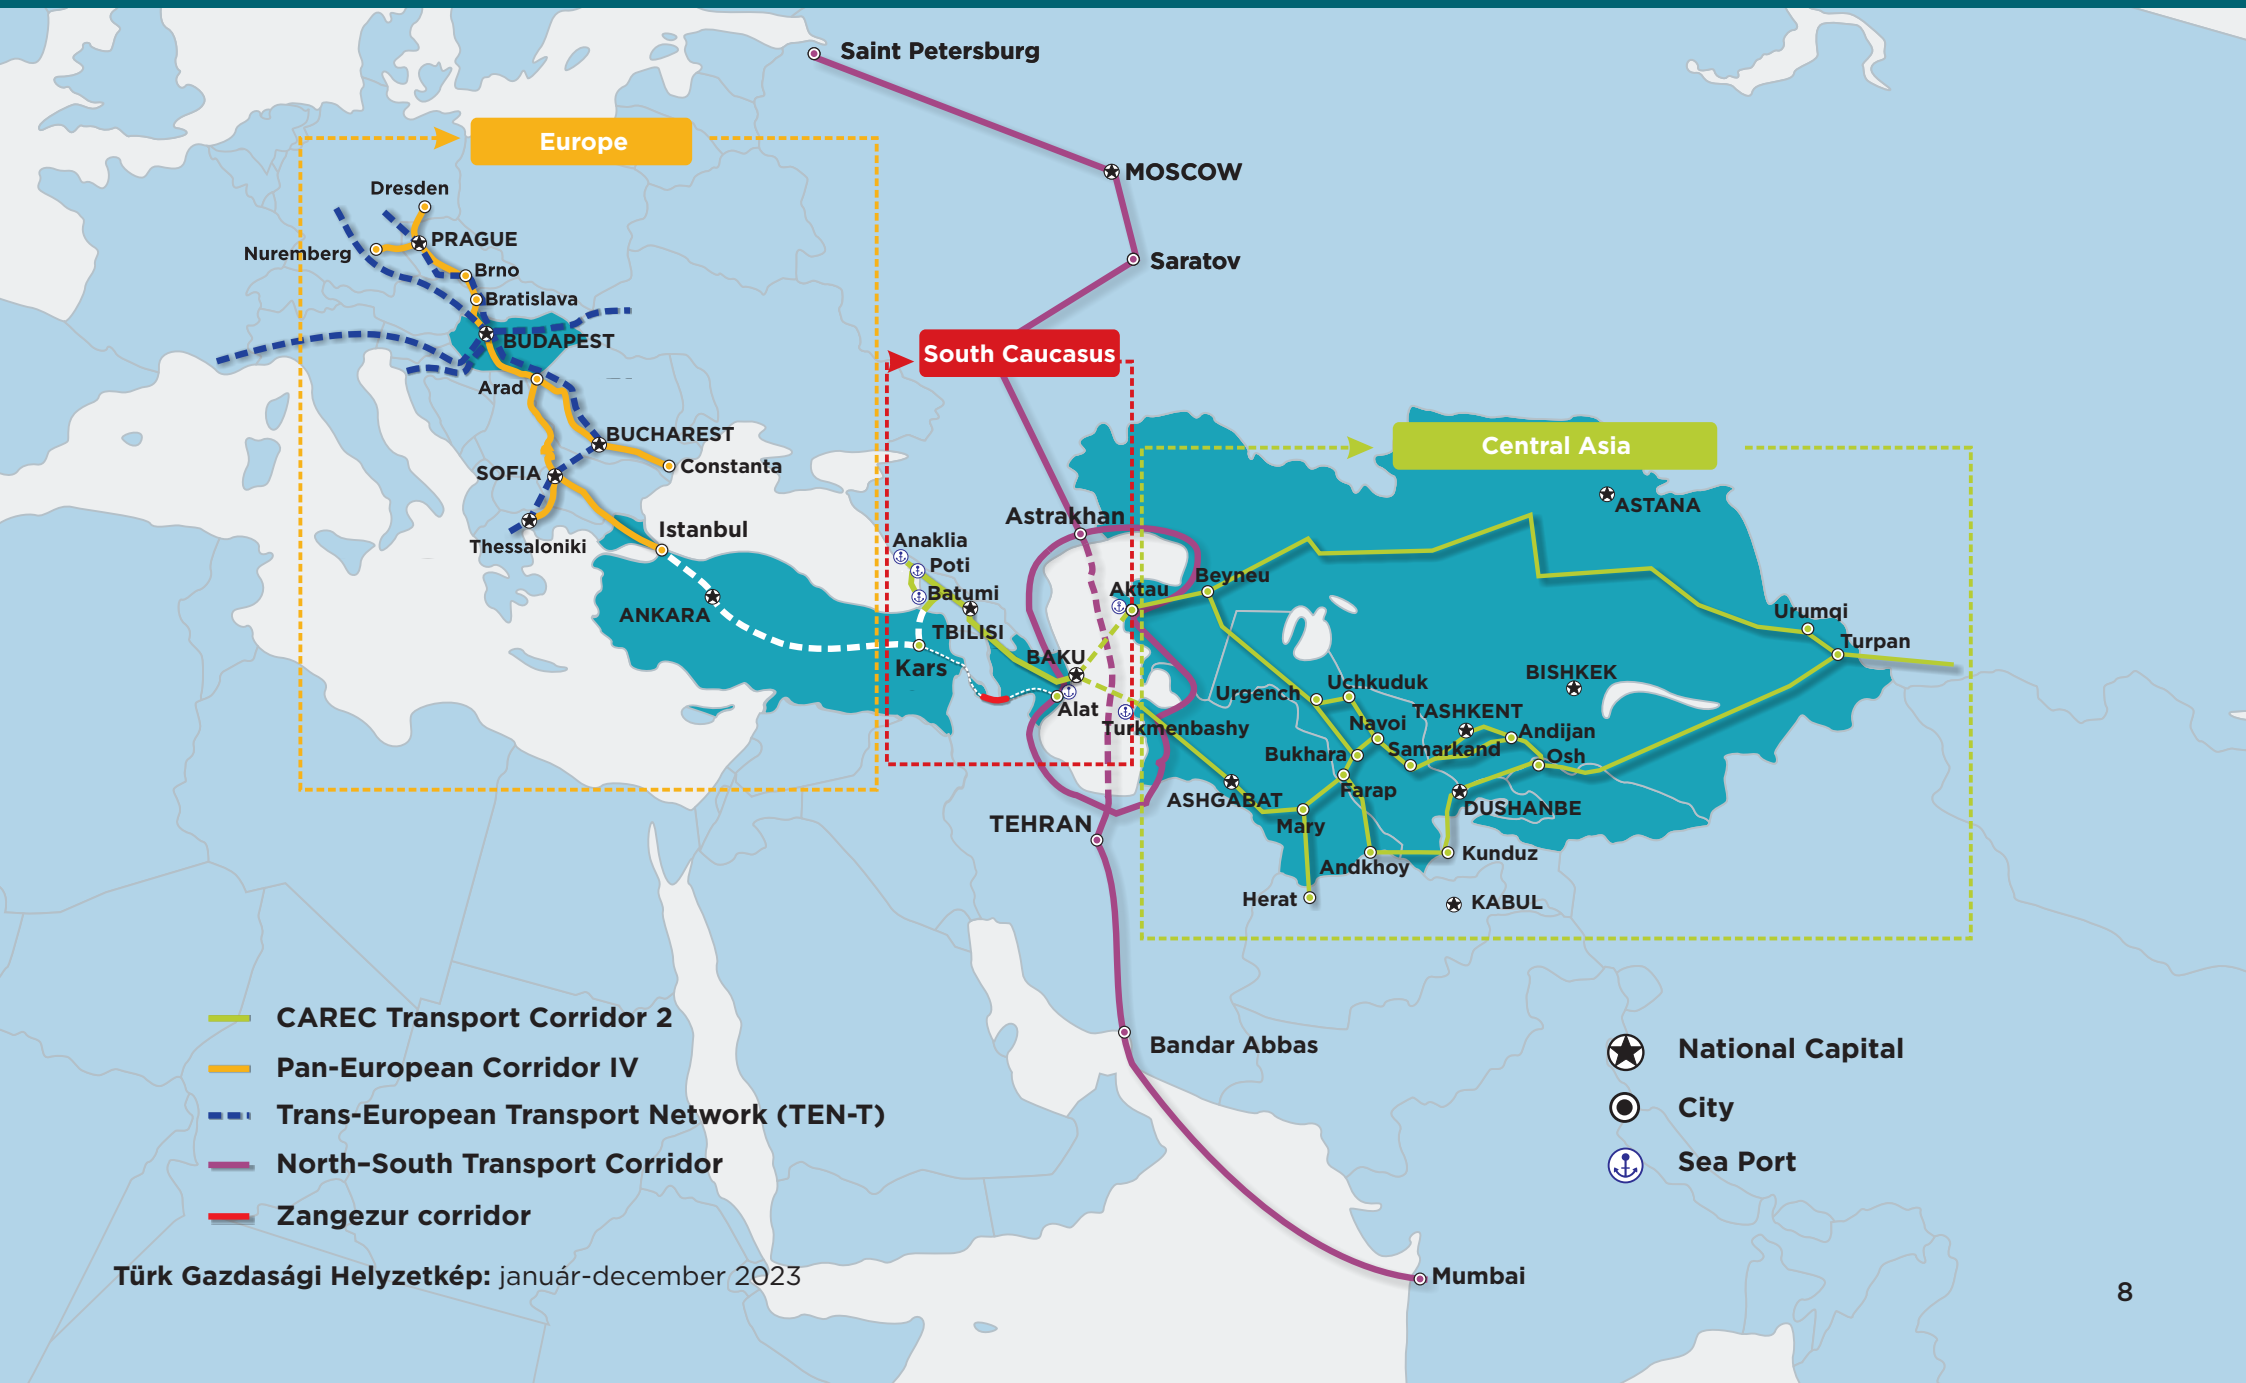 Saint Petersburg
Europe
MOSCOW
Dresden
PRAGUE
Nuremberg
Brno
Saratov
Bratislava
BUDAPEST
South Caucasus
Arad
BUCHAREST
Central Asia
Constanta
SOFIA
ASTANA
Astrakhan
Istanbul
Thessaloniki
Anaklia
Poti
Beyneu
Aktau
Batumi
ANKARA
Urumqi
TBILISI
Turpan
BAKU
Kars
BISHKEK
Uchkuduk
Urgench
Alat
TASHKENT
Navoi
Turkmenbashy
Andijan
Samarkand
Bukhara
Osh
Farap
ASHGABAT
DUSHANBE
TEHRAN
Mary
Kunduz
Andkhoy
Herat
KABUL
CAREC Transport Corridor 2
Pan-European Corridor IV
Trans-European Transport Network (TEN-T)
North–South Transport Corridor
Zangezur corridor
Bandar Abbas
National Capital
City
Sea Port
Mumbai
Türk Gazdasági Helyzetkép: január-december 2023
8